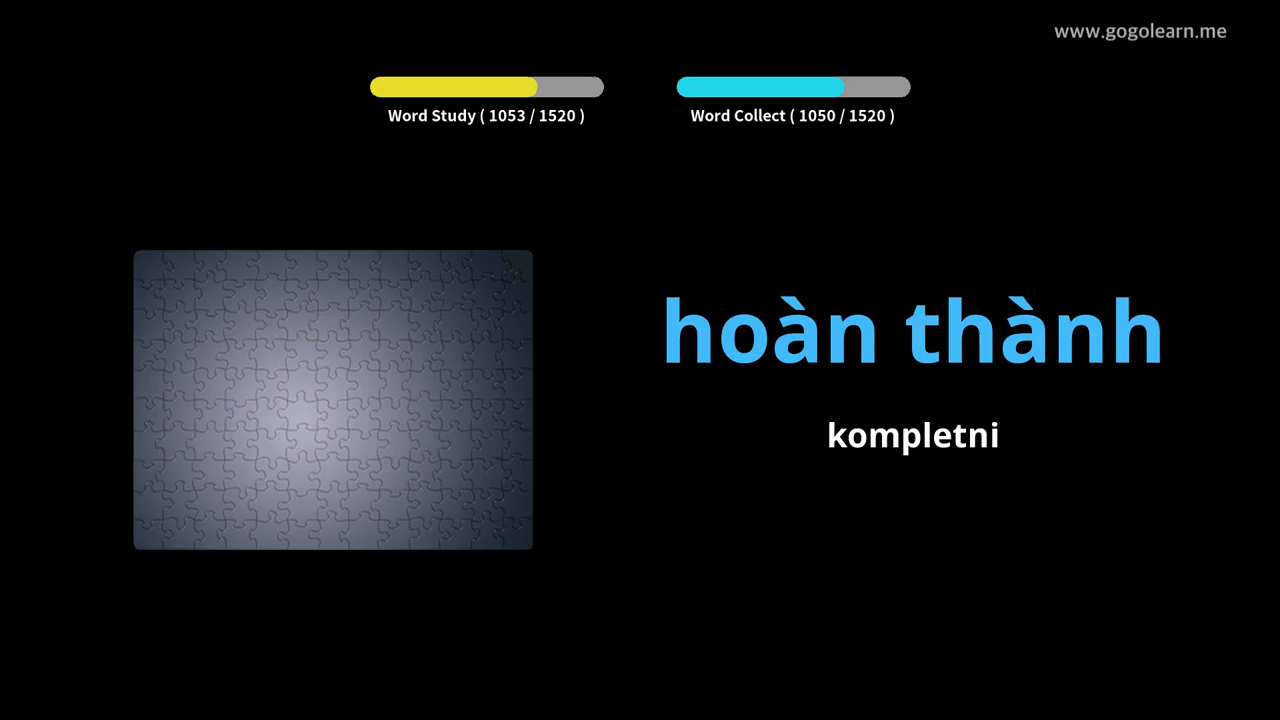 www.gogolearn.me
Word Study ( 1053 / 1520 )
Word Collect ( 1050 / 1520 )
hoàn thành
kompletni